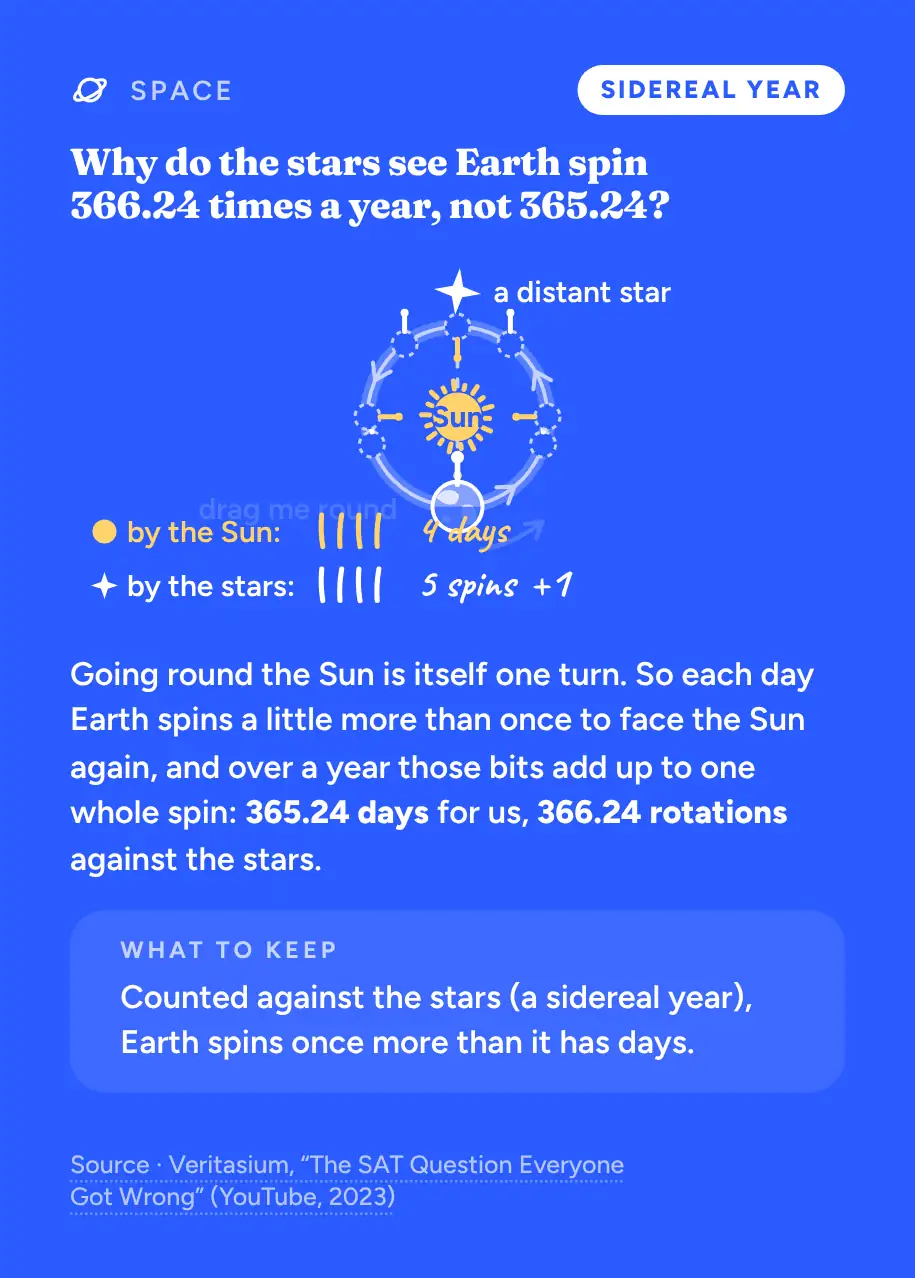 SPACE
SIDEREAL YEAR
Why do the stars see Earth spin
366.24 times a year, not 365.24?
a distant star
Sun
drag me round
by the Sun: 4 days
by the stars: 5 spins +1
Going round the Sun is itself one turn. So each day
Earth spins a little more than once to face the Sun
again, and over a year those bits add up to one
whole spin: 365.24 days for us, 366.24 rotations
against the stars.
WHAT TO KEEP
Counted against the stars (a sidereal year),
Earth spins once more than it has days.
Source · Veritasium, “The SAT Question Everyone
Got Wrong” (YouTube, 2023)